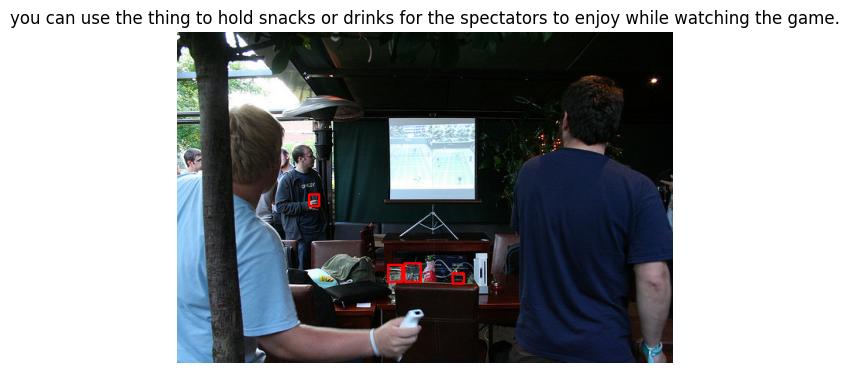 you can use the thing to hold snacks or drinks for the spectators to enjoy while watching the game.